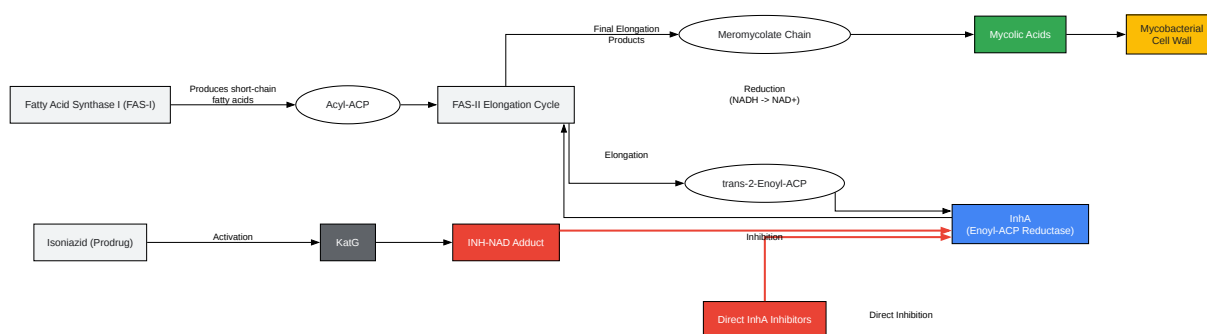 Final Elongation
Products
Meromycolate Chain
Mycolic Acids
Mycobacterial
Cell Wall
Fatty Acid Synthase I (FAS-I)
Produces short-chain
fatty acids
Acyl-ACP
FAS-II Elongation Cycle
Reduction
(NADH -> NAD+)
Elongation
trans-2-Enoyl-ACP
InhA
(Enoyl-ACP Reductase)
Isoniazid (Prodrug)
Activation
KatG
INH-NAD Adduct
Inhibition
Direct InhA Inhibitors
Direct Inhibition